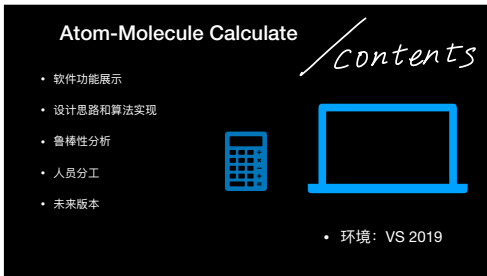 Atom-Molecule Calculate
/contents
• 软件功能展示
• 设计思路和算法实现
• 鲁棒性分析
• 人员分工
• 未来版本
• 环境：VS 2019